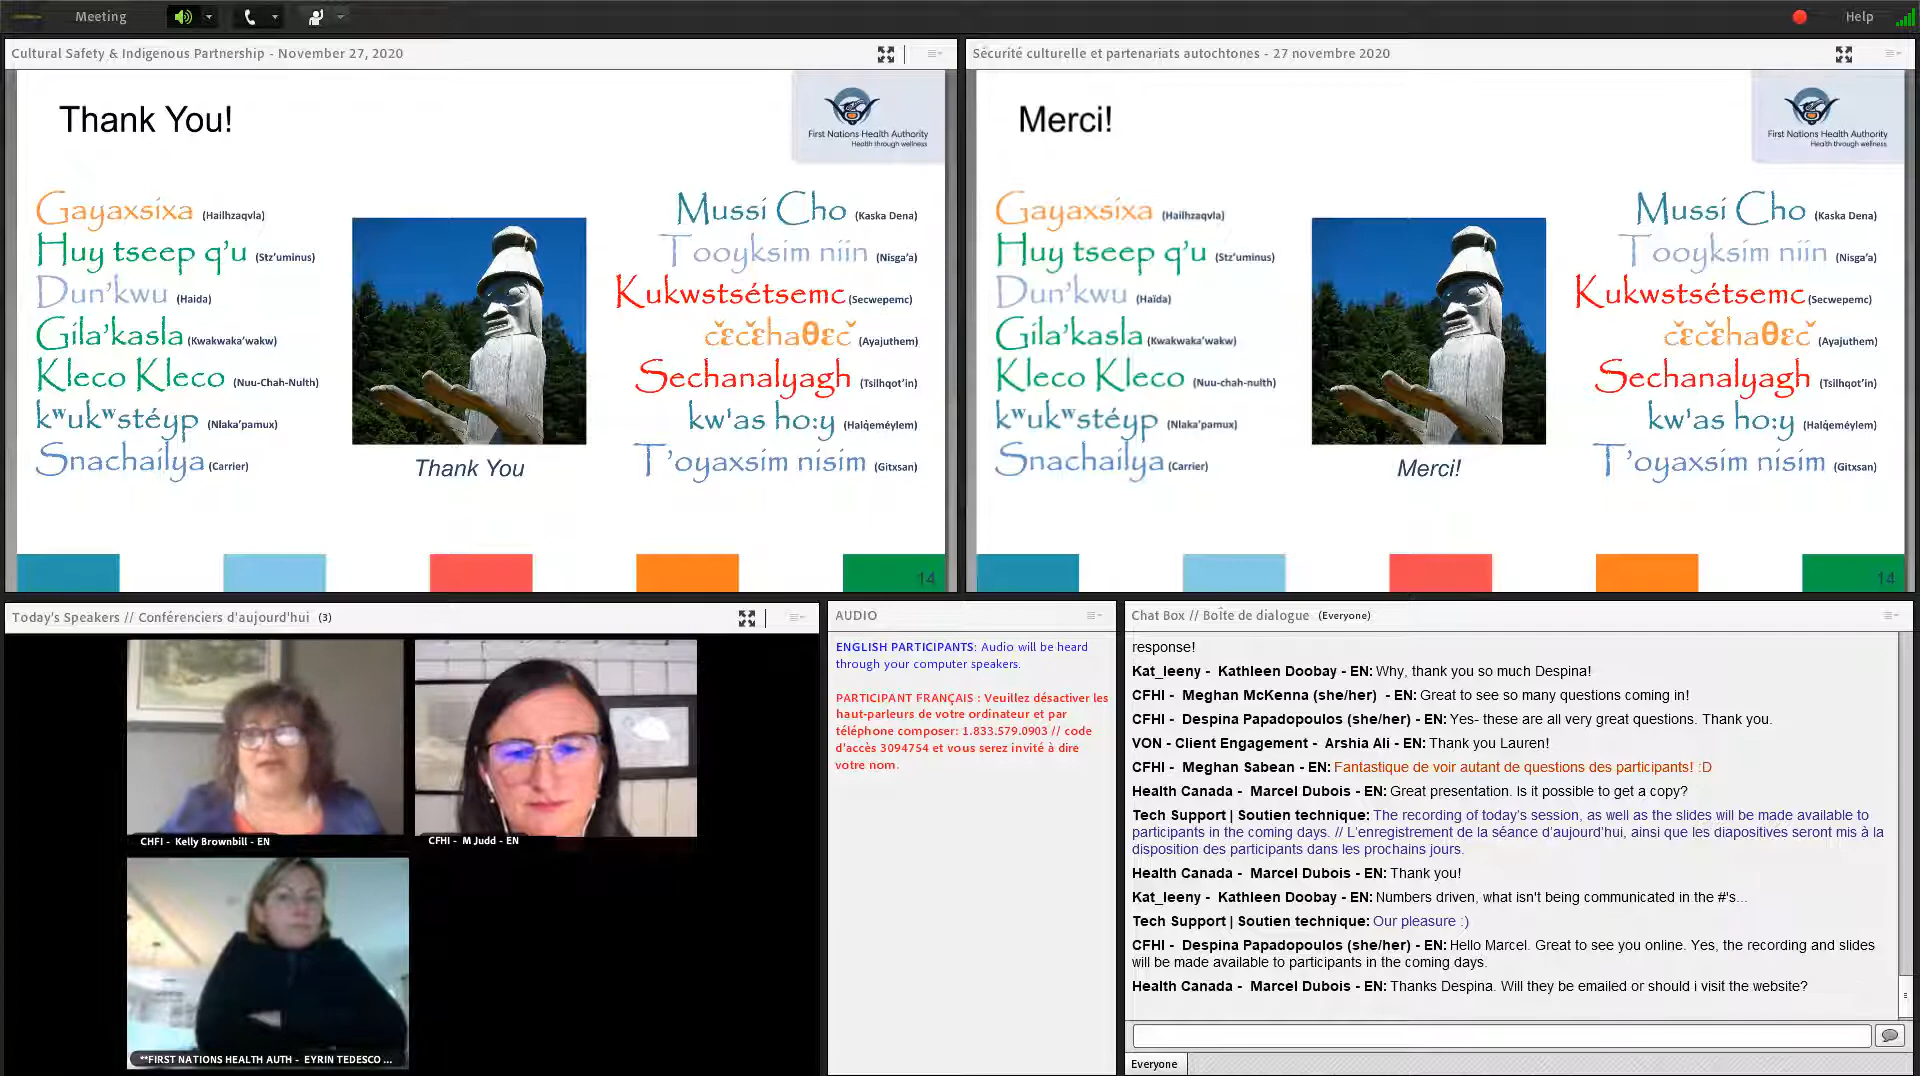 Meeting
Help
Cultural Safety & Indigenous Partnership - November 27, 2020
Thank You!
First Nations Health Authority
Health through wellness
Gayaxsixa (Hailhzaqvla)
Huy tseep q'u (Stz'uminus)
Dun'kwu (Haida)
Gila'kasla (Kwakwaka'wakw)
Kleco Kleco (Nuu-Chah-Nulth)
kʷukʷstéyp (Nlaka'pamux)
Snachailya (Carrier)
Thank You
Mussi Cho (Kaska Dena)
Tooyksim niin (Nisga'a)
Kukwstsétsemc (Secwepemc)
č̓ɛč̓ɛhaθɛč (Ayajuthem)
Sechanalyagh (Tsilhqot'in)
kw'as ho:y (Halq̓eméylem)
T'oyaxsim nisim (Gitxsan)
14
Sécurité culturelle et partenariats autochtones - 27 novembre 2020
Merci!
First Nations Health Authority
Health through wellness
Gayaxsixa (Hailhzaqvla)
Huy tseep q'u (Stz'uminus)
Dun'kwu (Haïda)
Gila'kasla (Kwakwaka'wakw)
Kleco Kleco (Nuu-chah-nulth)
kʷukʷstéyp (Nlaka'pamux)
Snachailya (Carrier)
Merci!
Mussi Cho (Kaska Dena)
Tooyksim niin (Nisga'a)
Kukwstsétsemc (Secwepemc)
č̓ɛč̓ɛhaθɛč (Ayajuthem)
Sechanalyagh (Tsilhqot'in)
kw'as ho:y (Halq̓eméylem)
T'oyaxsim nisim (Gitxsan)
14
Today's Speakers // Conférenciers d'aujourd'hui (3)
CHFI - Kelly Brownbill - EN
CFHI - M Judd - EN
**FIRST NATIONS HEALTH AUTH - EYRIN TEDESCO ...
AUDIO
ENGLISH PARTICIPANTS: Audio will be heard
through your computer speakers.
PARTICIPANT FRANÇAIS : Veuillez désactiver les
haut-parleurs de votre ordinateur et par
téléphone composer: 1.833.579.0903 // code
d'accès 3094754 et vous serez invité à dire
votre nom.
Chat Box // Boîte de dialogue (Everyone)
response!
Kat_leeny - Kathleen Doobay - EN: Why, thank you so much Despina!
CFHI - Meghan McKenna (she/her) - EN: Great to see so many questions coming in!
CFHI - Despina Papadopoulos (she/her) - EN: Yes- these are all very great questions. Thank you.
VON - Client Engagement - Arshia Ali - EN: Thank you Lauren!
CFHI - Meghan Sabean - EN: Fantastique de voir autant de questions des participants! :D
Health Canada - Marcel Dubois - EN: Great presentation. Is it possible to get a copy?
Tech Support | Soutien technique: The recording of today's session, as well as the slides will be made available to
participants in the coming days. // L'enregistrement de la séance d'aujourd'hui, ainsi que les diapositives seront mis à la
disposition des participants dans les prochains jours.
Health Canada - Marcel Dubois - EN: Thank you!
Kat_leeny - Kathleen Doobay - EN: Numbers driven, what isn't being communicated in the #'s...
Tech Support | Soutien technique: Our pleasure :)
CFHI - Despina Papadopoulos (she/her) - EN: Hello Marcel. Great to see you online. Yes, the recording and slides
will be made available to participants in the coming days.
Health Canada - Marcel Dubois - EN: Thanks Despina. Will they be emailed or should i visit the website?
Everyone